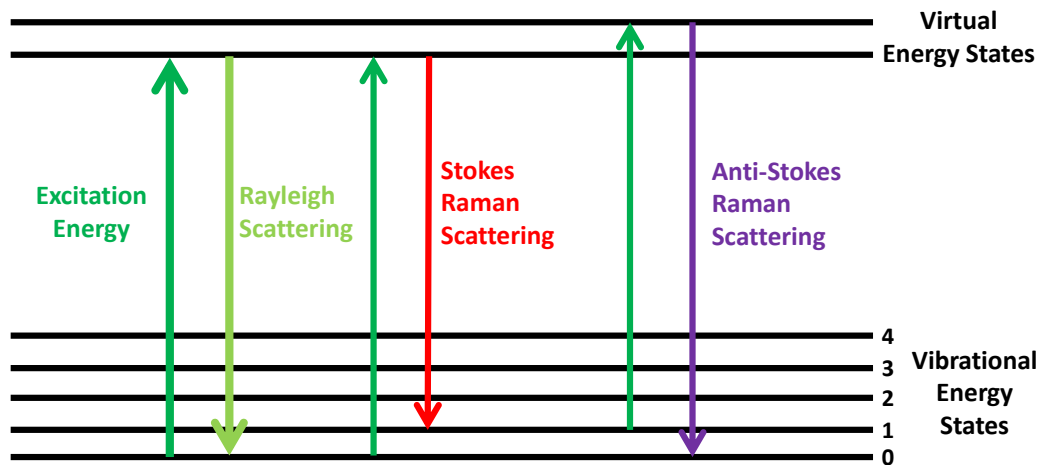 Virtual
Energy States
Excitation
Energy
Rayleigh
Scattering
Stokes
Raman
Scattering
Anti-Stokes
Raman
Scattering
4
3
2
1
0
Vibrational
Energy
States